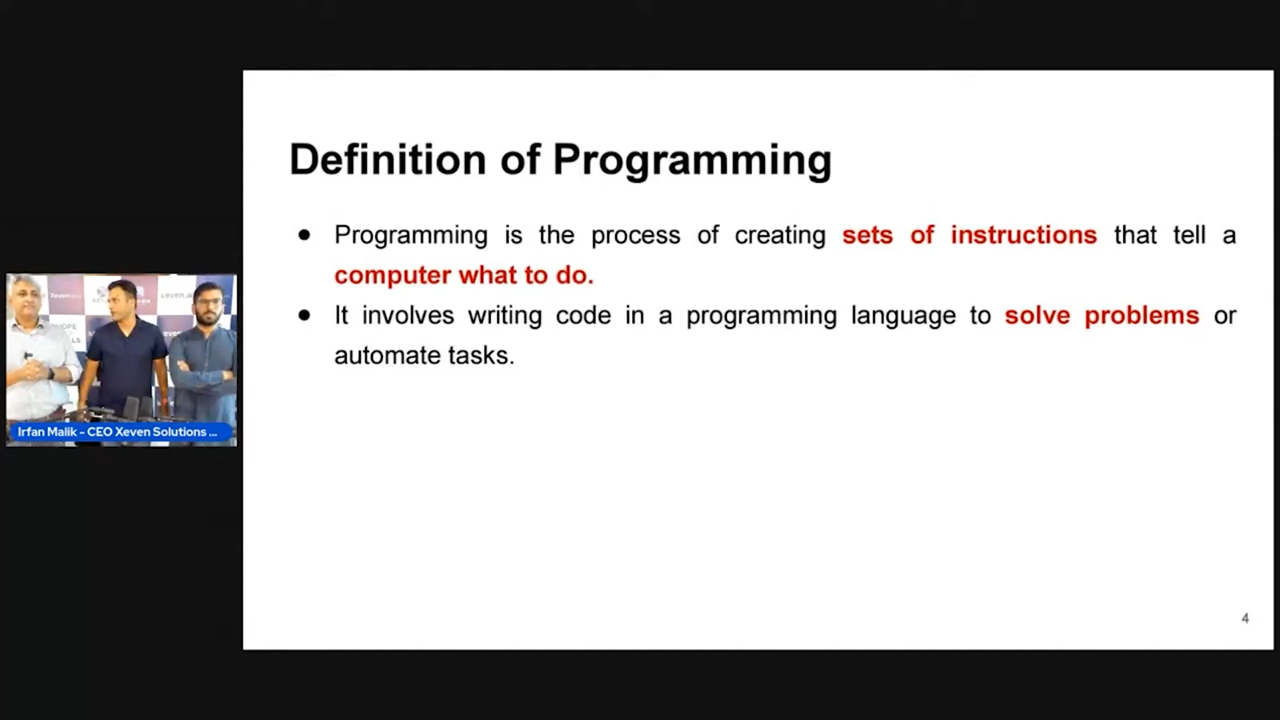 Definition of Programming
● Programming is the process of creating sets of instructions that tell a
computer what to do.
● It involves writing code in a programming language to solve problems or
automate tasks.
Irfan Malik - CEO Xeven Solutions ...
4